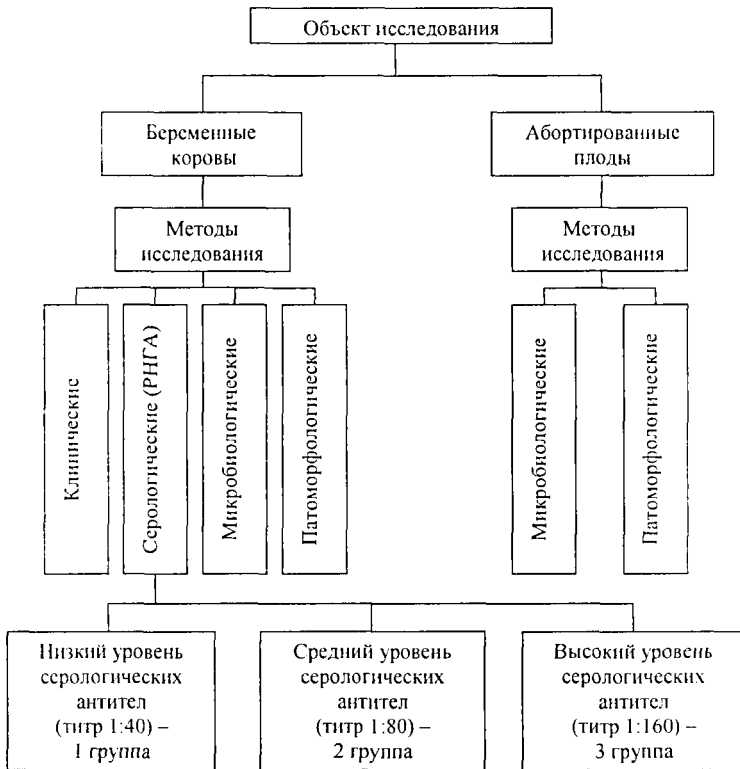 Объект исследования
Беременные
коровы
Абортированные
плоды
Методы
исследования
Методы
исследования
Клинические
Серологические (РНГА)
Микробиологические
Патоморфологические
Микробиологические
Патоморфологические
Низкий уровень
серологических
антител
(титр 1:40) –
1 группа
Средний уровень
серологических
антител
(титр 1:80) –
2 группа
Высокий уровень
серологических
антител
(титр 1:160) –
3 группа